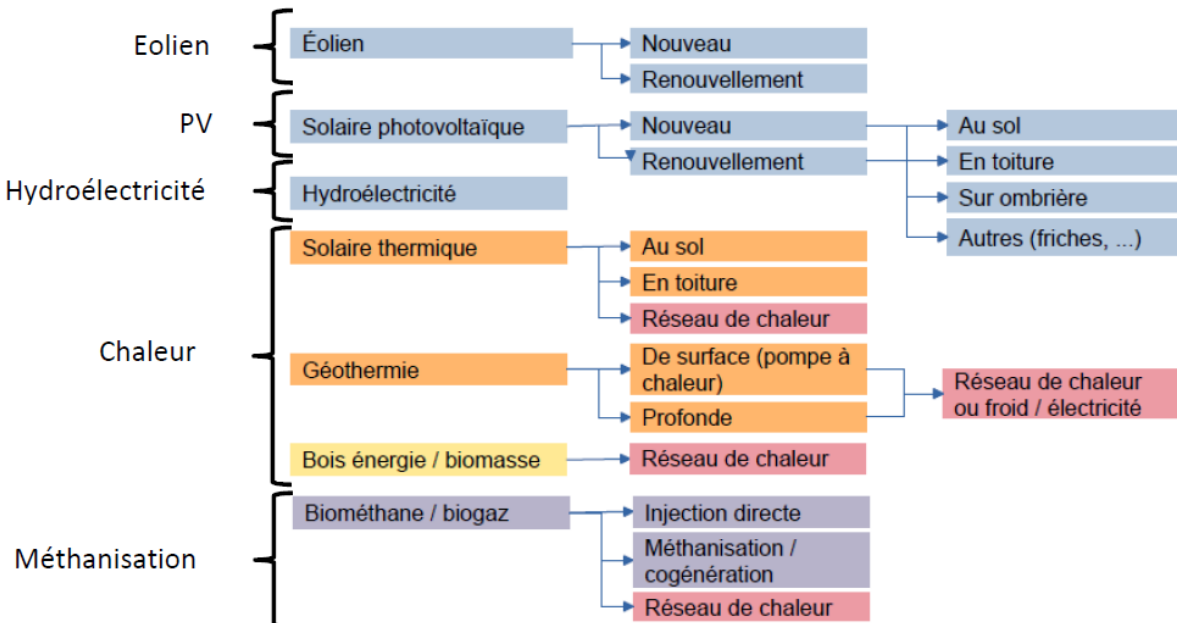 Eolien
Éolien
Nouveau
Renouvellement
PV
Solaire photovoltaïque
Nouveau
Renouvellement
Au sol
En toiture
Sur ombrière
Autres (friches, ...)
Hydroélectricité
Hydroélectricité
Chaleur
Solaire thermique
Au sol
En toiture
Réseau de chaleur
Géothermie
De surface (pompe à
chaleur)
Profonde
Réseau de chaleur
ou froid / électricité
Bois énergie / biomasse
Réseau de chaleur
Méthanisation
Biométhane / biogaz
Injection directe
Méthanisation /
cogénération
Réseau de chaleur